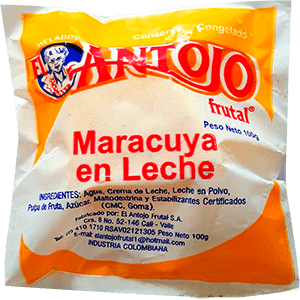 HELADOS
Consérvese Congelado
EL ANTOJO
frutal®
Peso Neto 100g
Maracuya
en Leche
INGREDIENTES: Agua, Crema de Leche, Leche en Polvo,
Pulpa de Fruta, Azúcar, Maltodextrina y Estabilizantes Certificados
(CMC, Goma).
Fabricado por: El Antojo Frutal S.A.
Cra. 8 No. 52-146 Cali - Valle
410 1710 RSAV02I21305 Peso Neto 100g
E-mail: elantojofrutal1@hotmail.com
INDUSTRIA COLOMBIANA